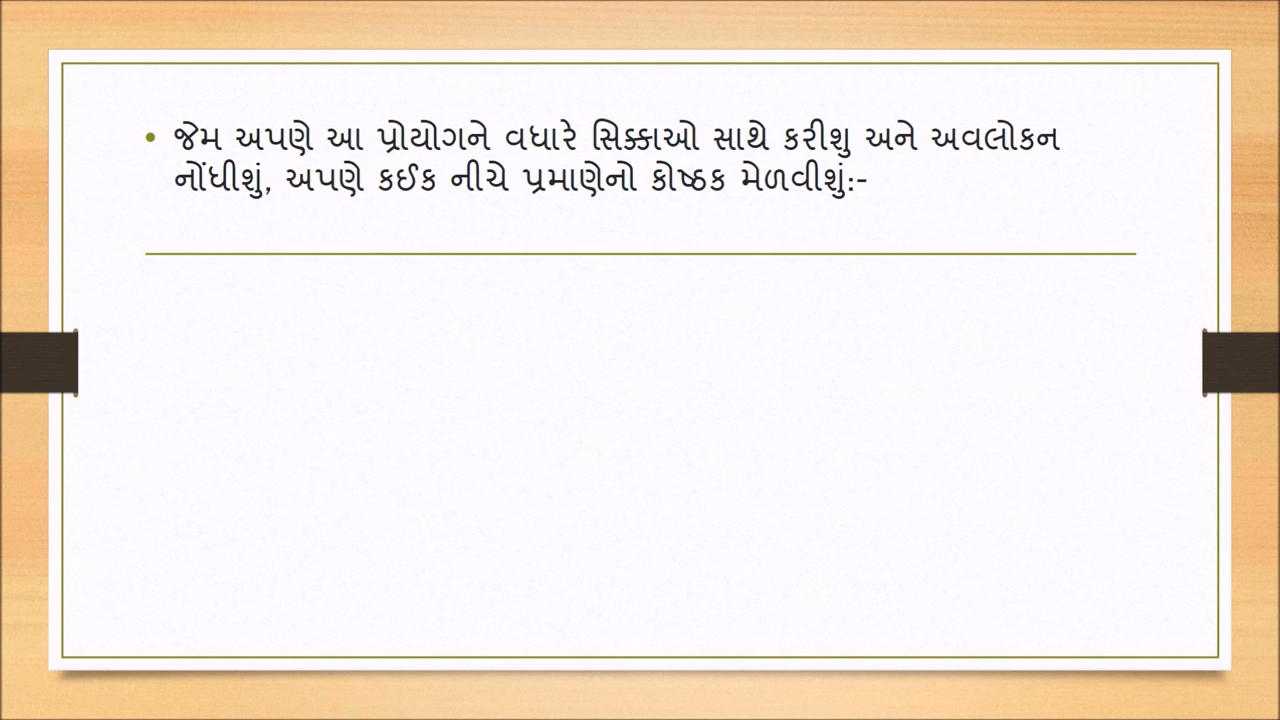 જેમ અપણે આ પ્રોયોગને વધારે સિક્કાઓ સાથે કરીશુ અને અવલોકન
નોંધીશું, અપણે કઈક નીચે પ્રમાણેનો કોષ્ઠક મેળવીશું:-